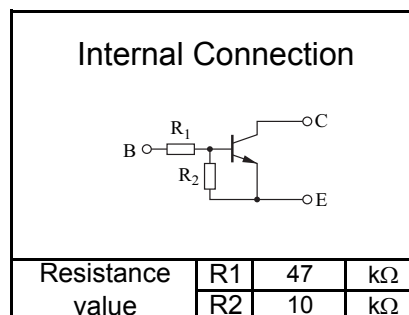 Internal Connection
R1
C
B
R2
E
Resistance value
R1 47 kΩ
R2 10 kΩ